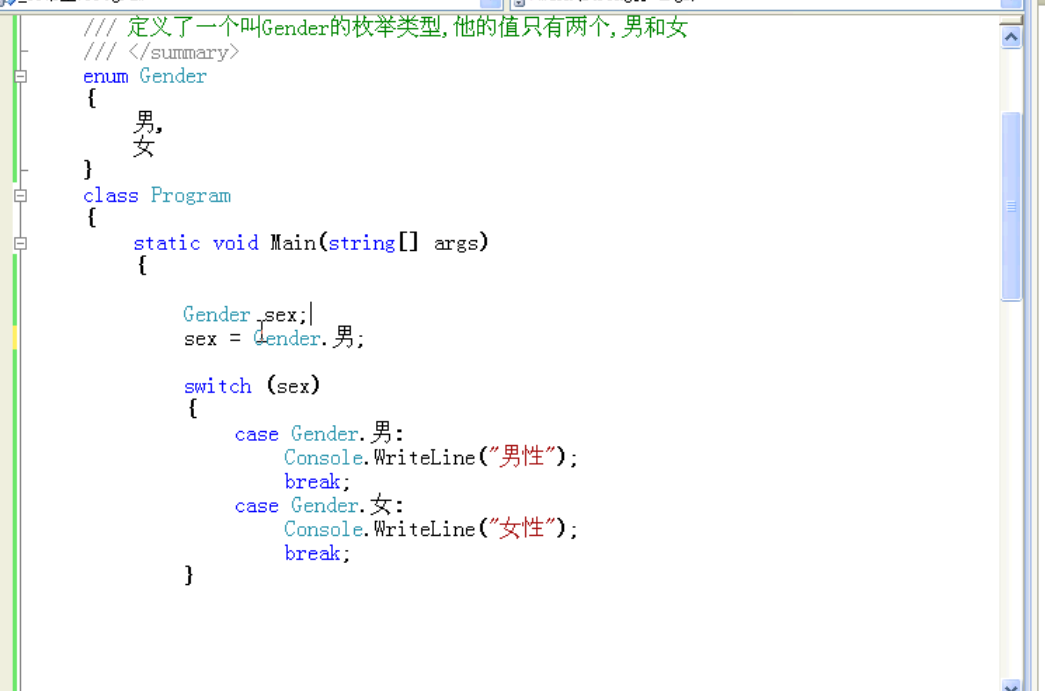 /// 定义了一个叫Gender的枚举类型,他的值只有两个,男和女
/// </summary>
enum Gender
{
男,
女
}
class Program
{
static void Main(string[] args)
{
Gender sex;
sex = Gender.男;
switch (sex)
{
case Gender.男:
Console.WriteLine("男性");
break;
case Gender.女:
Console.WriteLine("女性");
break;
}